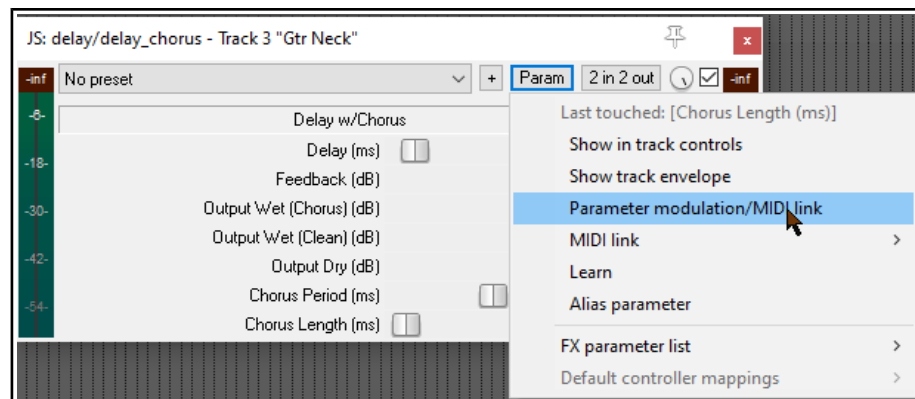 JS: delay/delay_chorus - Track 3 "Gtr Neck" x
-inf No preset + Param 2 in 2 out -inf
-6-
-18-
-30-
-42-
-54-
Delay w/Chorus
Delay (ms)
Feedback (dB)
Output Wet (Chorus) (dB)
Output Wet (Clean) (dB)
Output Dry (dB)
Chorus Period (ms)
Chorus Length (ms)
Last touched: [Chorus Length (ms)]
Show in track controls
Show track envelope
Parameter modulation/MIDI link
MIDI link >
Learn
Alias parameter
FX parameter list >
Default controller mappings >